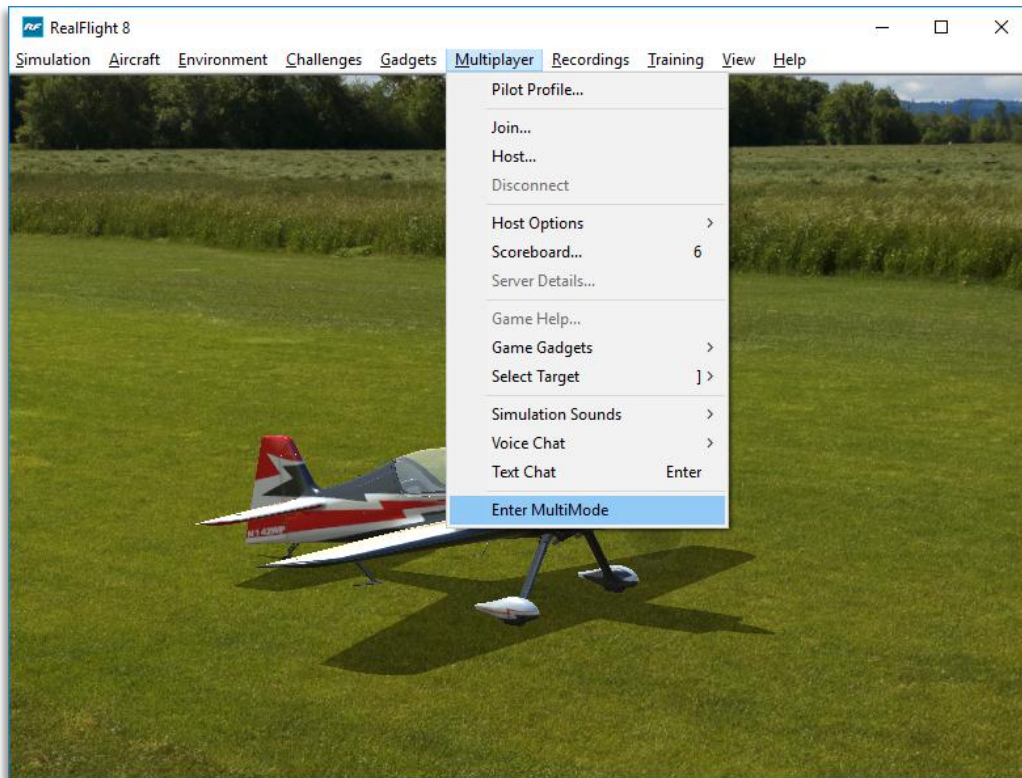 RF RealFlight 8
Simulation Aircraft Environment Challenges Gadgets Multiplayer Recordings Training View Help
Pilot Profile...
Join...
Host...
Disconnect
Host Options
Scoreboard... 6
Server Details...
Game Help...
Game Gadgets
Select Target ]
Simulation Sounds
Voice Chat
Text Chat Enter
Enter MultiMode